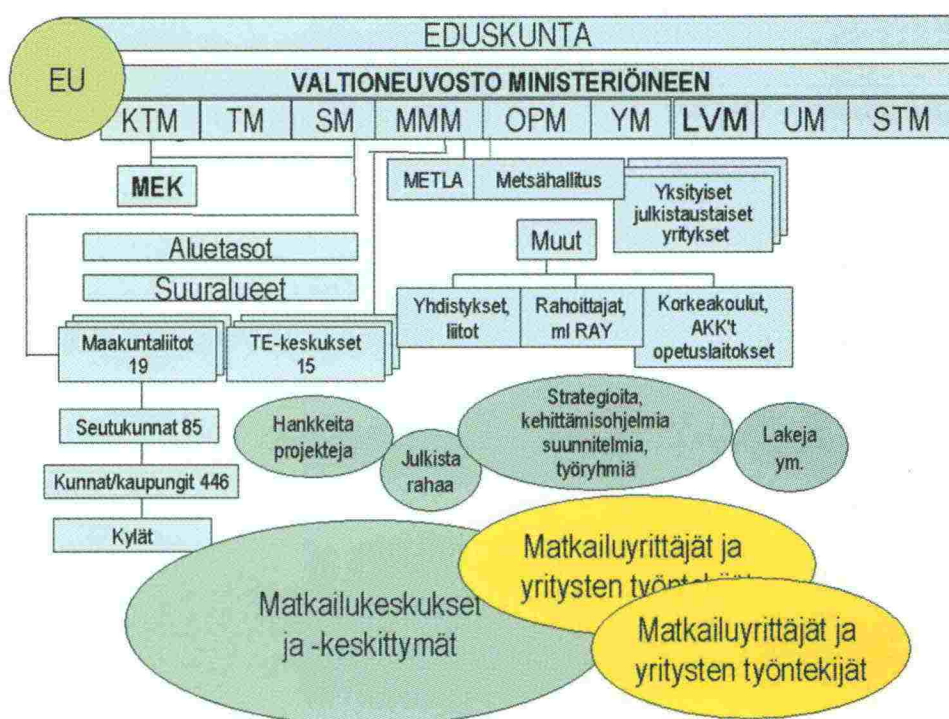 EDUSKUNTA
EU
VALTIONEUVOSTO MINISTERIÖINEEN
KTM TM SM MMM OPM YM LVM UM STM
MEK
METLA
Metsähallitus
Yksityiset
julkistaustaiset
yritykset
Muut
Aluetasot
Suuralueet
Yhdistykset,
liitot
Rahoittajat,
ml RAY
Korkeakoulut,
AKK't
opetuslaitokset
Maakuntaliitot
19
TE-keskukset
15
Seutukunnat 85
Hankkeita
projekteja
Julkista
rahaa
Strategioita,
kehittämisohjelmia
suunnitelmia,
työryhmiä
Lakeja
ym.
Kunnat/kaupungit 446
Kylät
Matkailukeskukset
ja -keskittymät
Matkailuyrittäjät ja
yritysten työntekijät
Matkailuyrittäjät ja
yritysten työntekijät